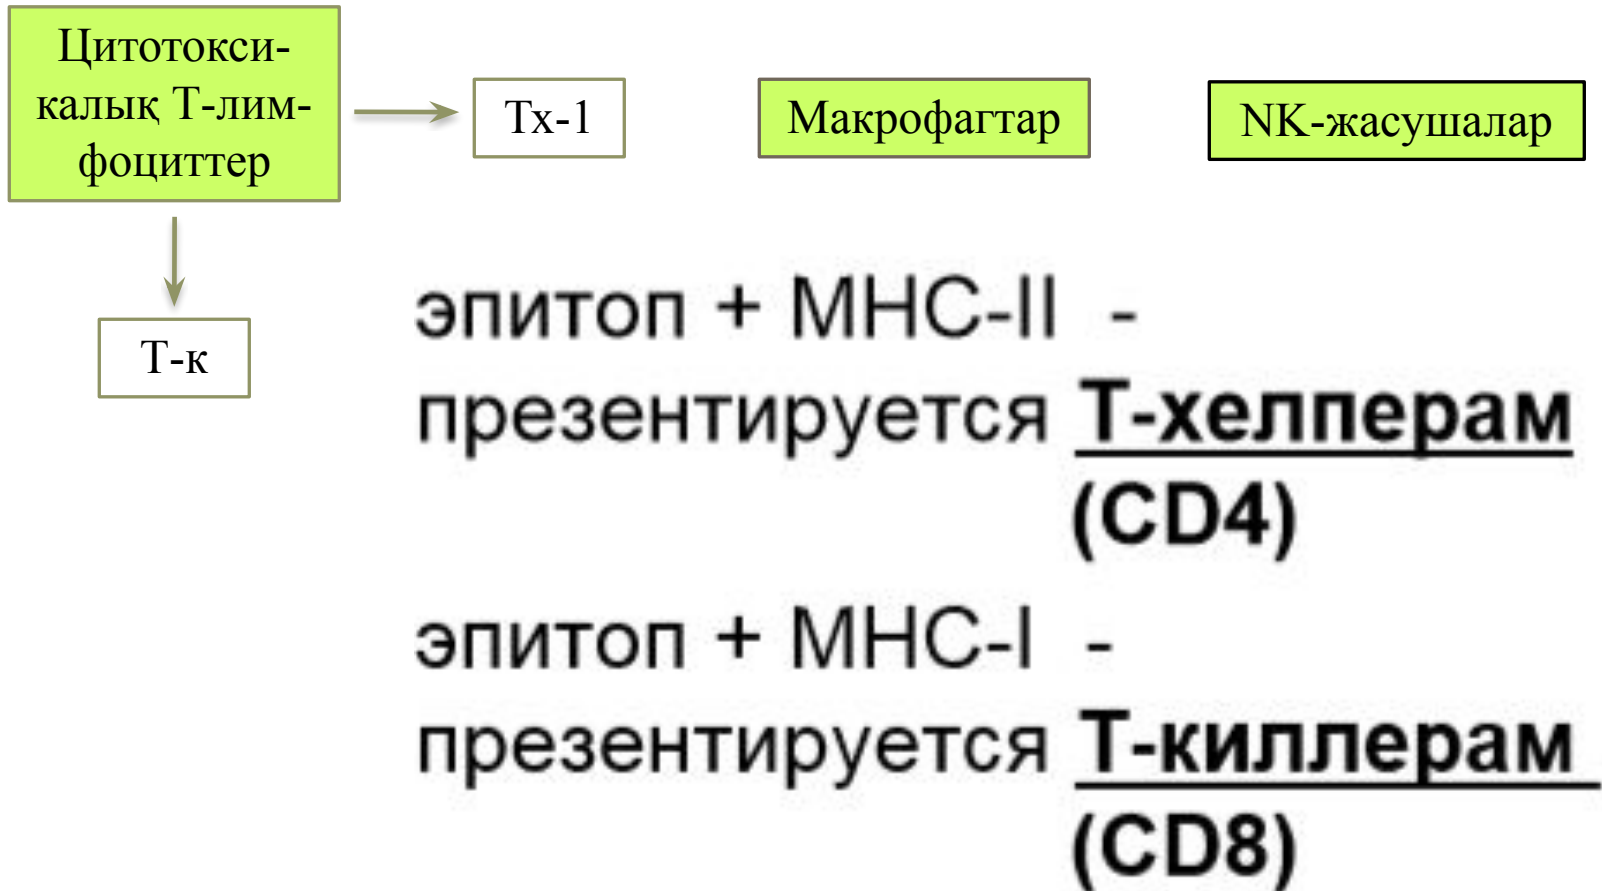 Цитотокси-
калық Т-лим-
фоциттер
Тх-1
Макрофагтар
NK-жасушалар
Т-к
эпитоп + МНС-II -
презентируется Т-хелперам
(CD4)
эпитоп + МНС-I -
презентируется Т-киллерам
(CD8)